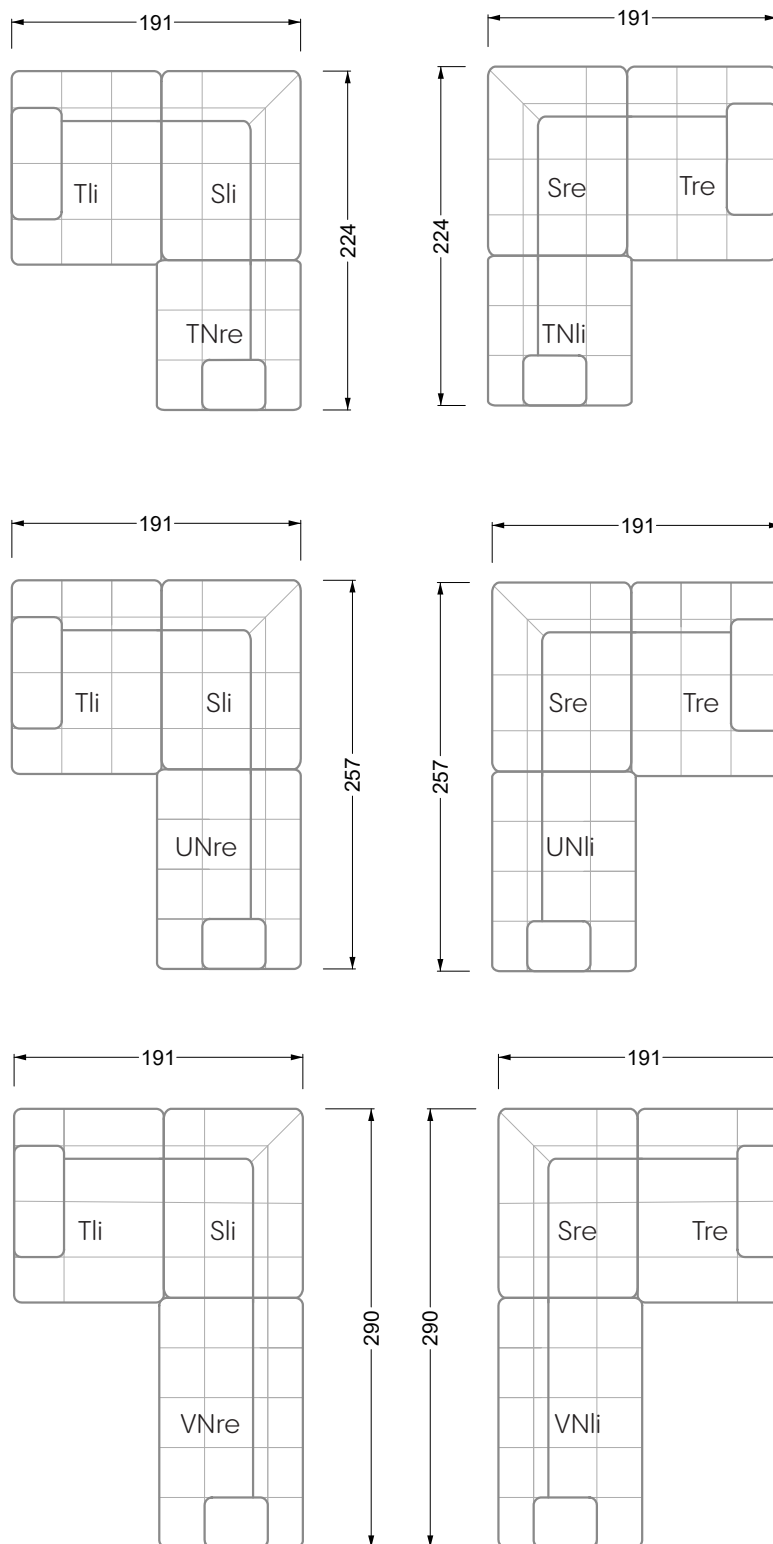 191 191
Tli Sli Sre Tre
224 224
TNre TNli
191 191
Tli Sli Sre Tre
257 257
UNre UNli
191 191
Tli Sli Sre Tre
290 290
VNre VNli